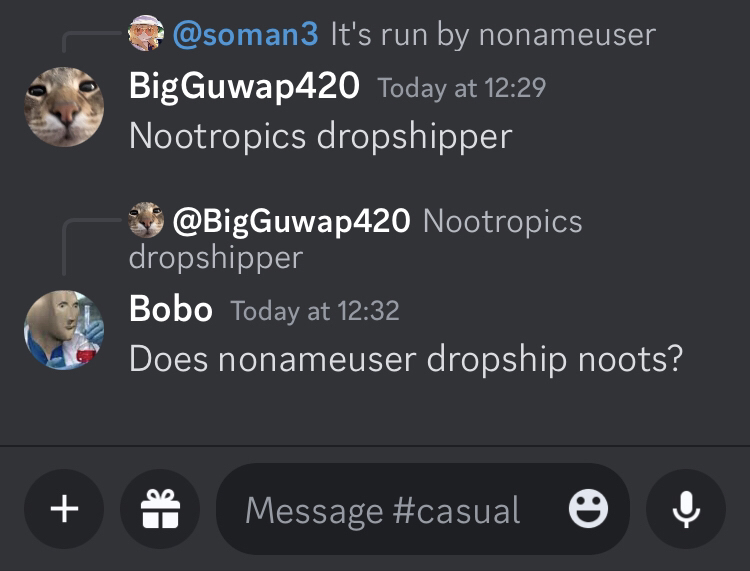 @soman3 It's run by nonameuser
BigGuwap420 Today at 12:29
Nootropics dropshipper
@BigGuwap420 Nootropics
dropshipper
Bobo Today at 12:32
Does nonameuser dropship noots?
Message #casual